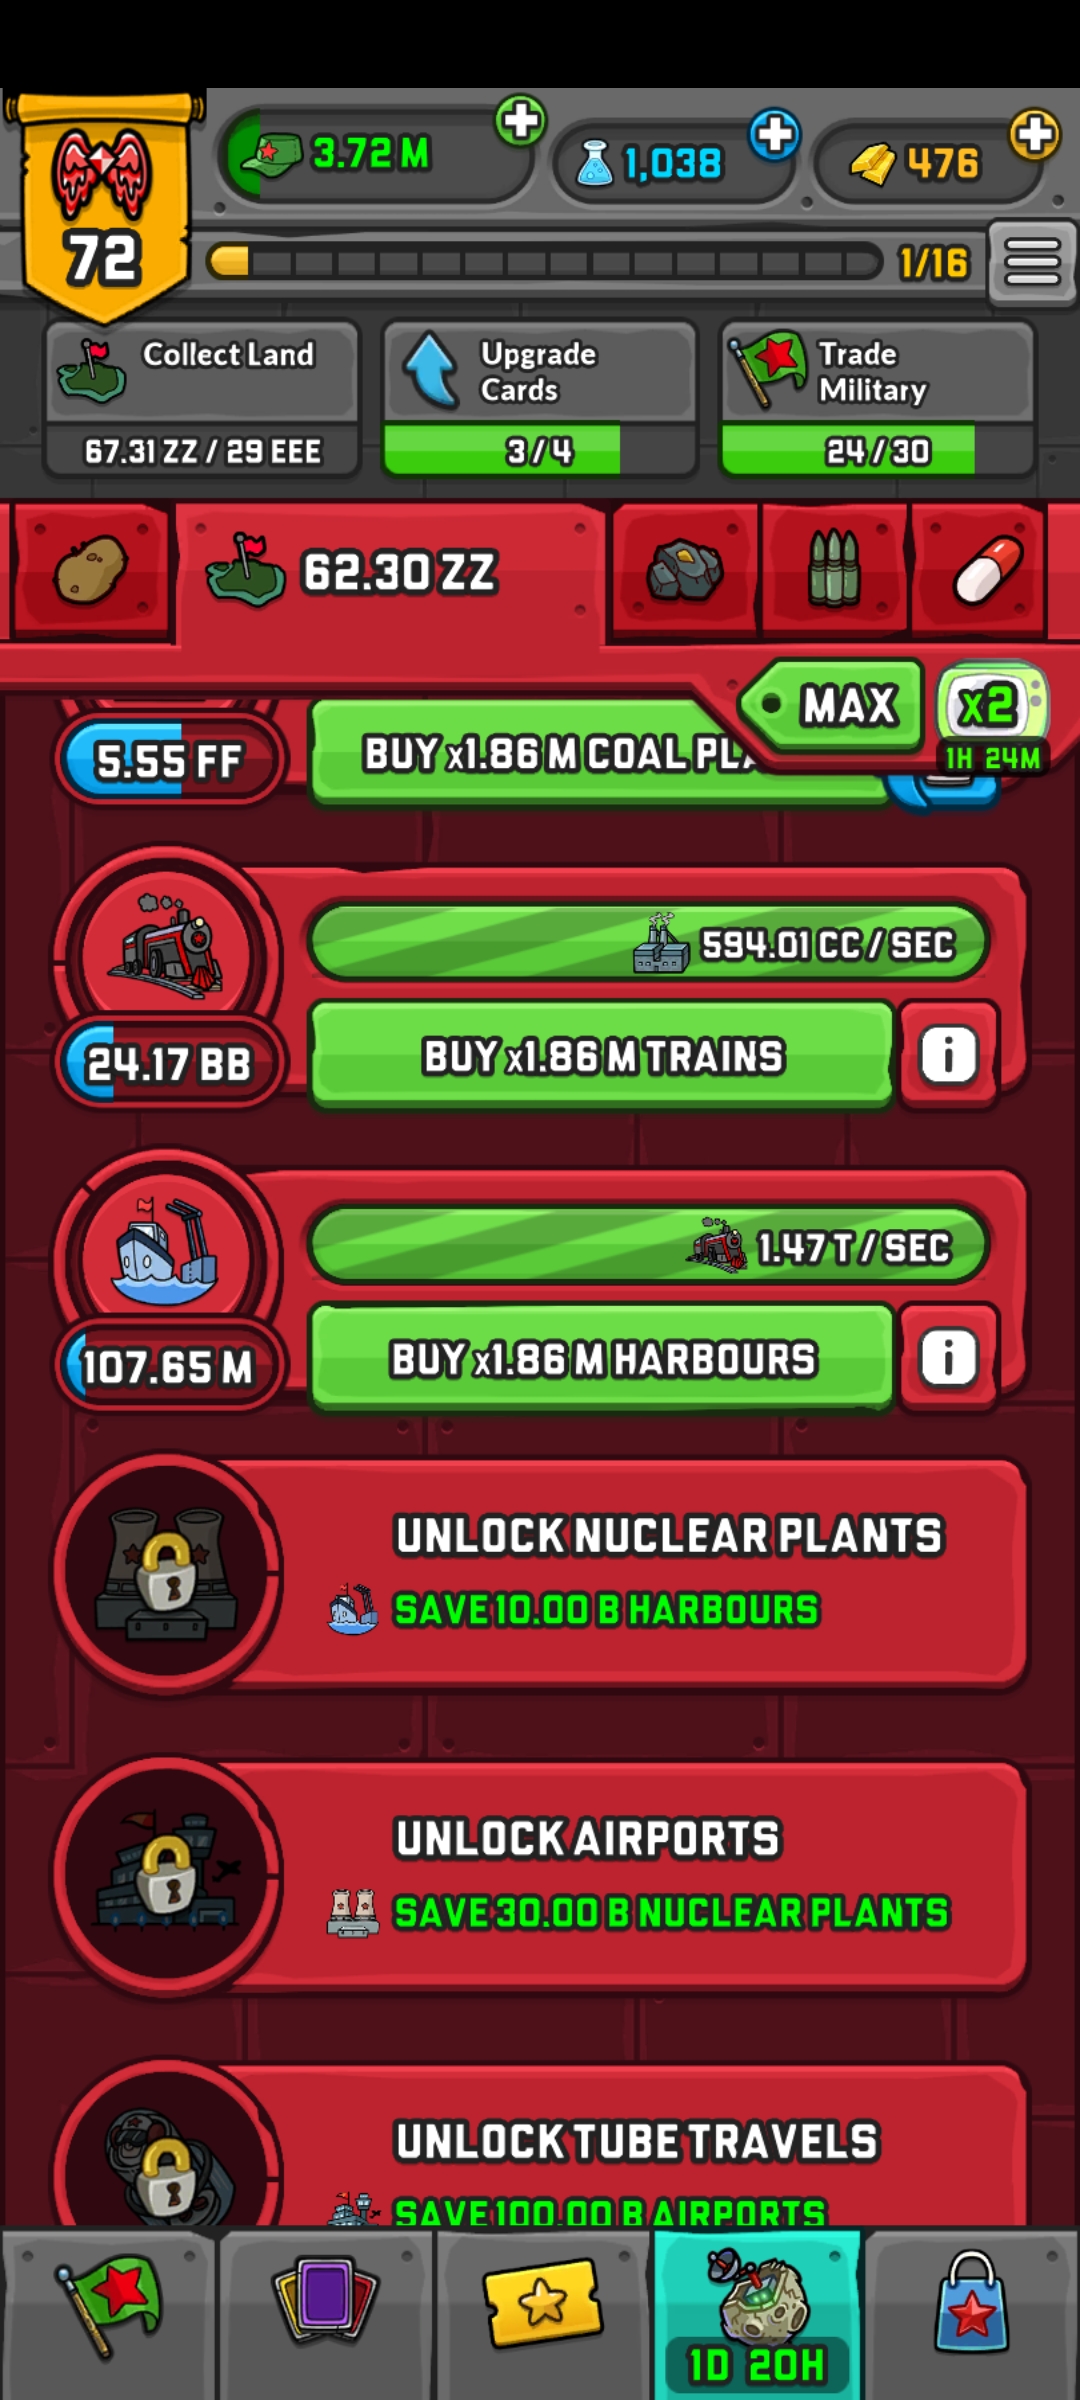 3.72 M
1,038
476
72
1/16
Collect Land
67.31 ZZ / 29 EEE
Upgrade
Cards
3/4
Trade
Military
24/30
62.30 ZZ
MAX
x2
1H 24M
5.55 FF
BUY x1.86 M COAL PLA
594.01 CC / SEC
24.17 BB
BUY x1.86 M TRAINS
i
1.47 T / SEC
107.65 M
BUY x1.86 M HARBOURS
i
UNLOCK NUCLEAR PLANTS
SAVE 10.00 B HARBOURS
UNLOCK AIRPORTS
SAVE 30.00 B NUCLEAR PLANTS
UNLOCK TUBE TRAVELS
SAVE 100.00 B AIRPORTS
1D 20H